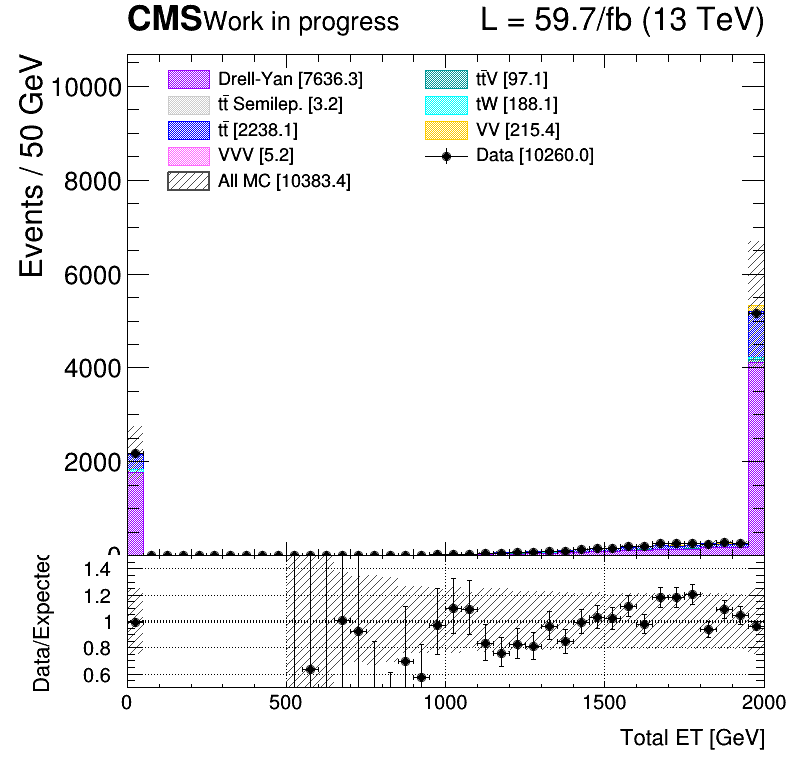 CMS Work in progress L = 59.7/fb (13 TeV)
Events / 50 GeV
10000
8000
6000
4000
2000
0
Drell-Yan [7636.3]
tt̄ Semilep. [3.2]
tt̄ [2238.1]
VVV [5.2]
All MC [10383.4]
tt̄V [97.1]
tW [188.1]
VV [215.4]
Data [10260.0]
Data/Expected
1.4
1.2
1
0.8
0.6
0 500 1000 1500 2000
Total ET [GeV]